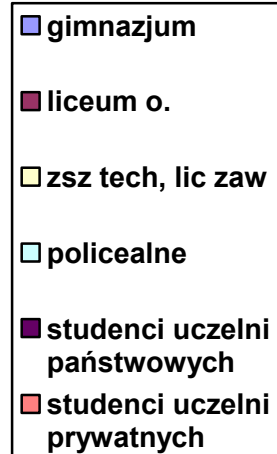 gimnazjum
liceum o.
zsz tech, lic zaw
policealne
studenci uczelni
państwowych
studenci uczelni
prywatnych